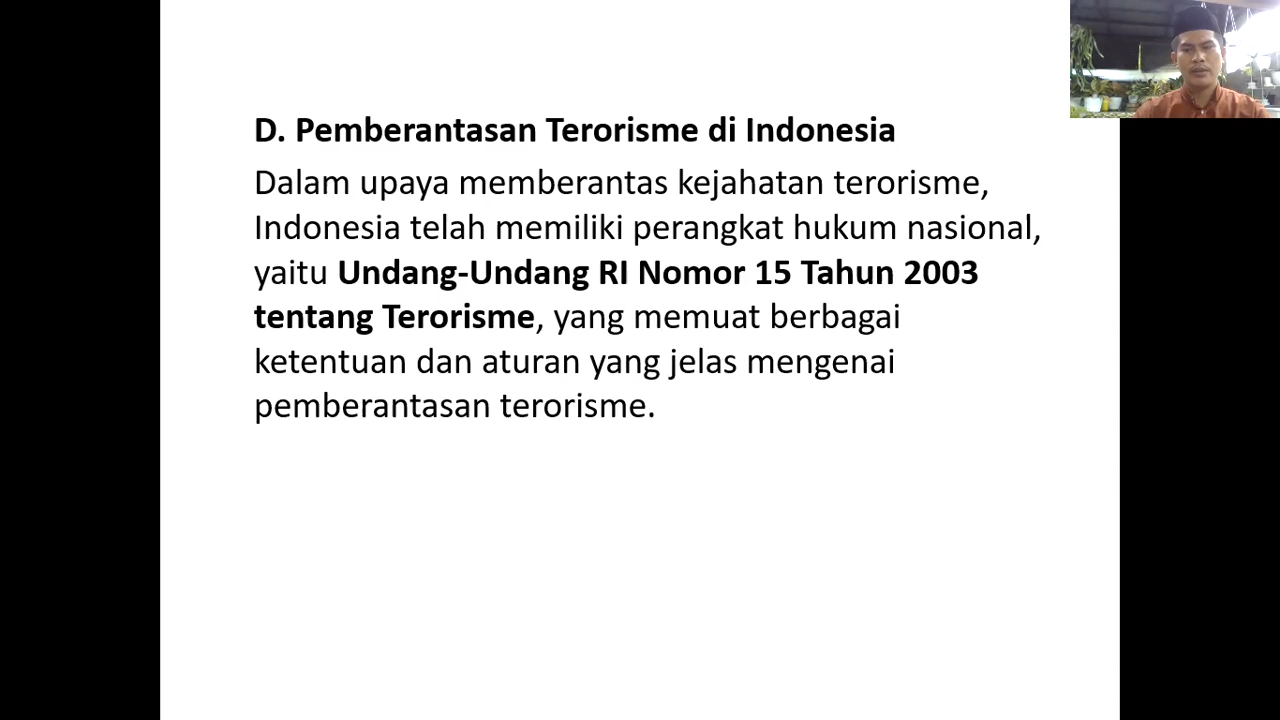 D. Pemberantasan Terorisme di Indonesia
Dalam upaya memberantas kejahatan terorisme,
Indonesia telah memiliki perangkat hukum nasional,
yaitu Undang-Undang RI Nomor 15 Tahun 2003
tentang Terorisme, yang memuat berbagai
ketentuan dan aturan yang jelas mengenai
pemberantasan terorisme.